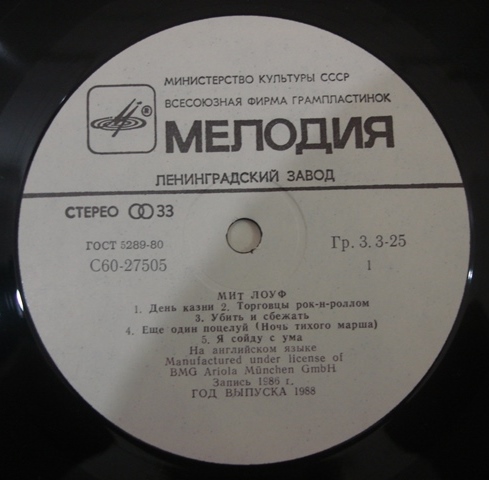 МИНИСТЕРСТВО КУЛЬТУРЫ СССР
ВСЕСОЮЗНАЯ ФИРМА ГРАМПЛАСТИНОК
®
МЕЛОДИЯ
ЛЕНИНГРАДСКИЙ ЗАВОД
СТЕРЕО 33
ГОСТ 5289-80
Гр. 3. 3-25
С60-27505
1
МИТ ЛОУФ
1. День казни 2. Торговцы рок-н-роллом
3. Убить и сбежать
4. Еще один поцелуй (Ночь тихого марша)
5. Я сойду с ума
На английском языке
Manufactured under license of
BMG Ariola München GmbH
Запись 1986 г.
ГОД ВЫПУСКА 1988